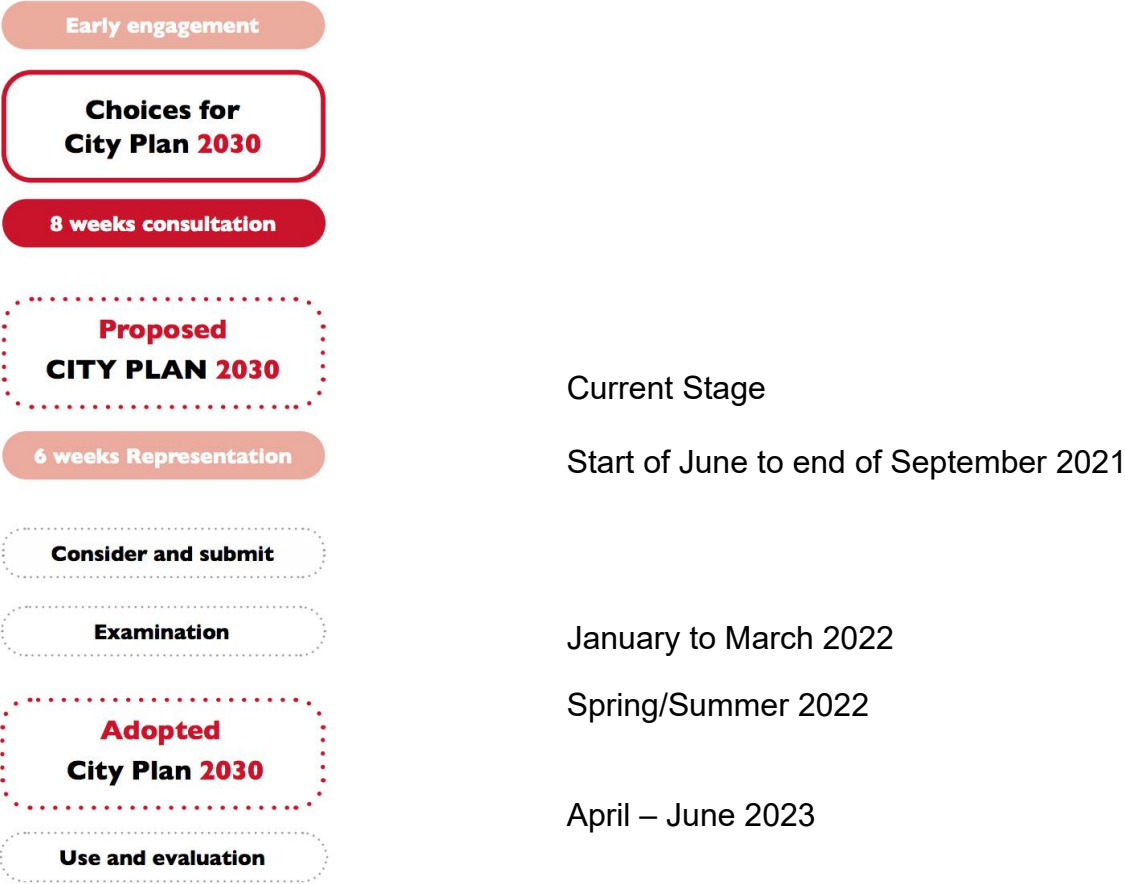 Early engagement
Choices for
City Plan 2030
8 weeks consultation
Proposed
CITY PLAN 2030
Current Stage
6 weeks Representation
Start of June to end of September 2021
Consider and submit
Examination
January to March 2022
Spring/Summer 2022
Adopted
City Plan 2030
April – June 2023
Use and evaluation